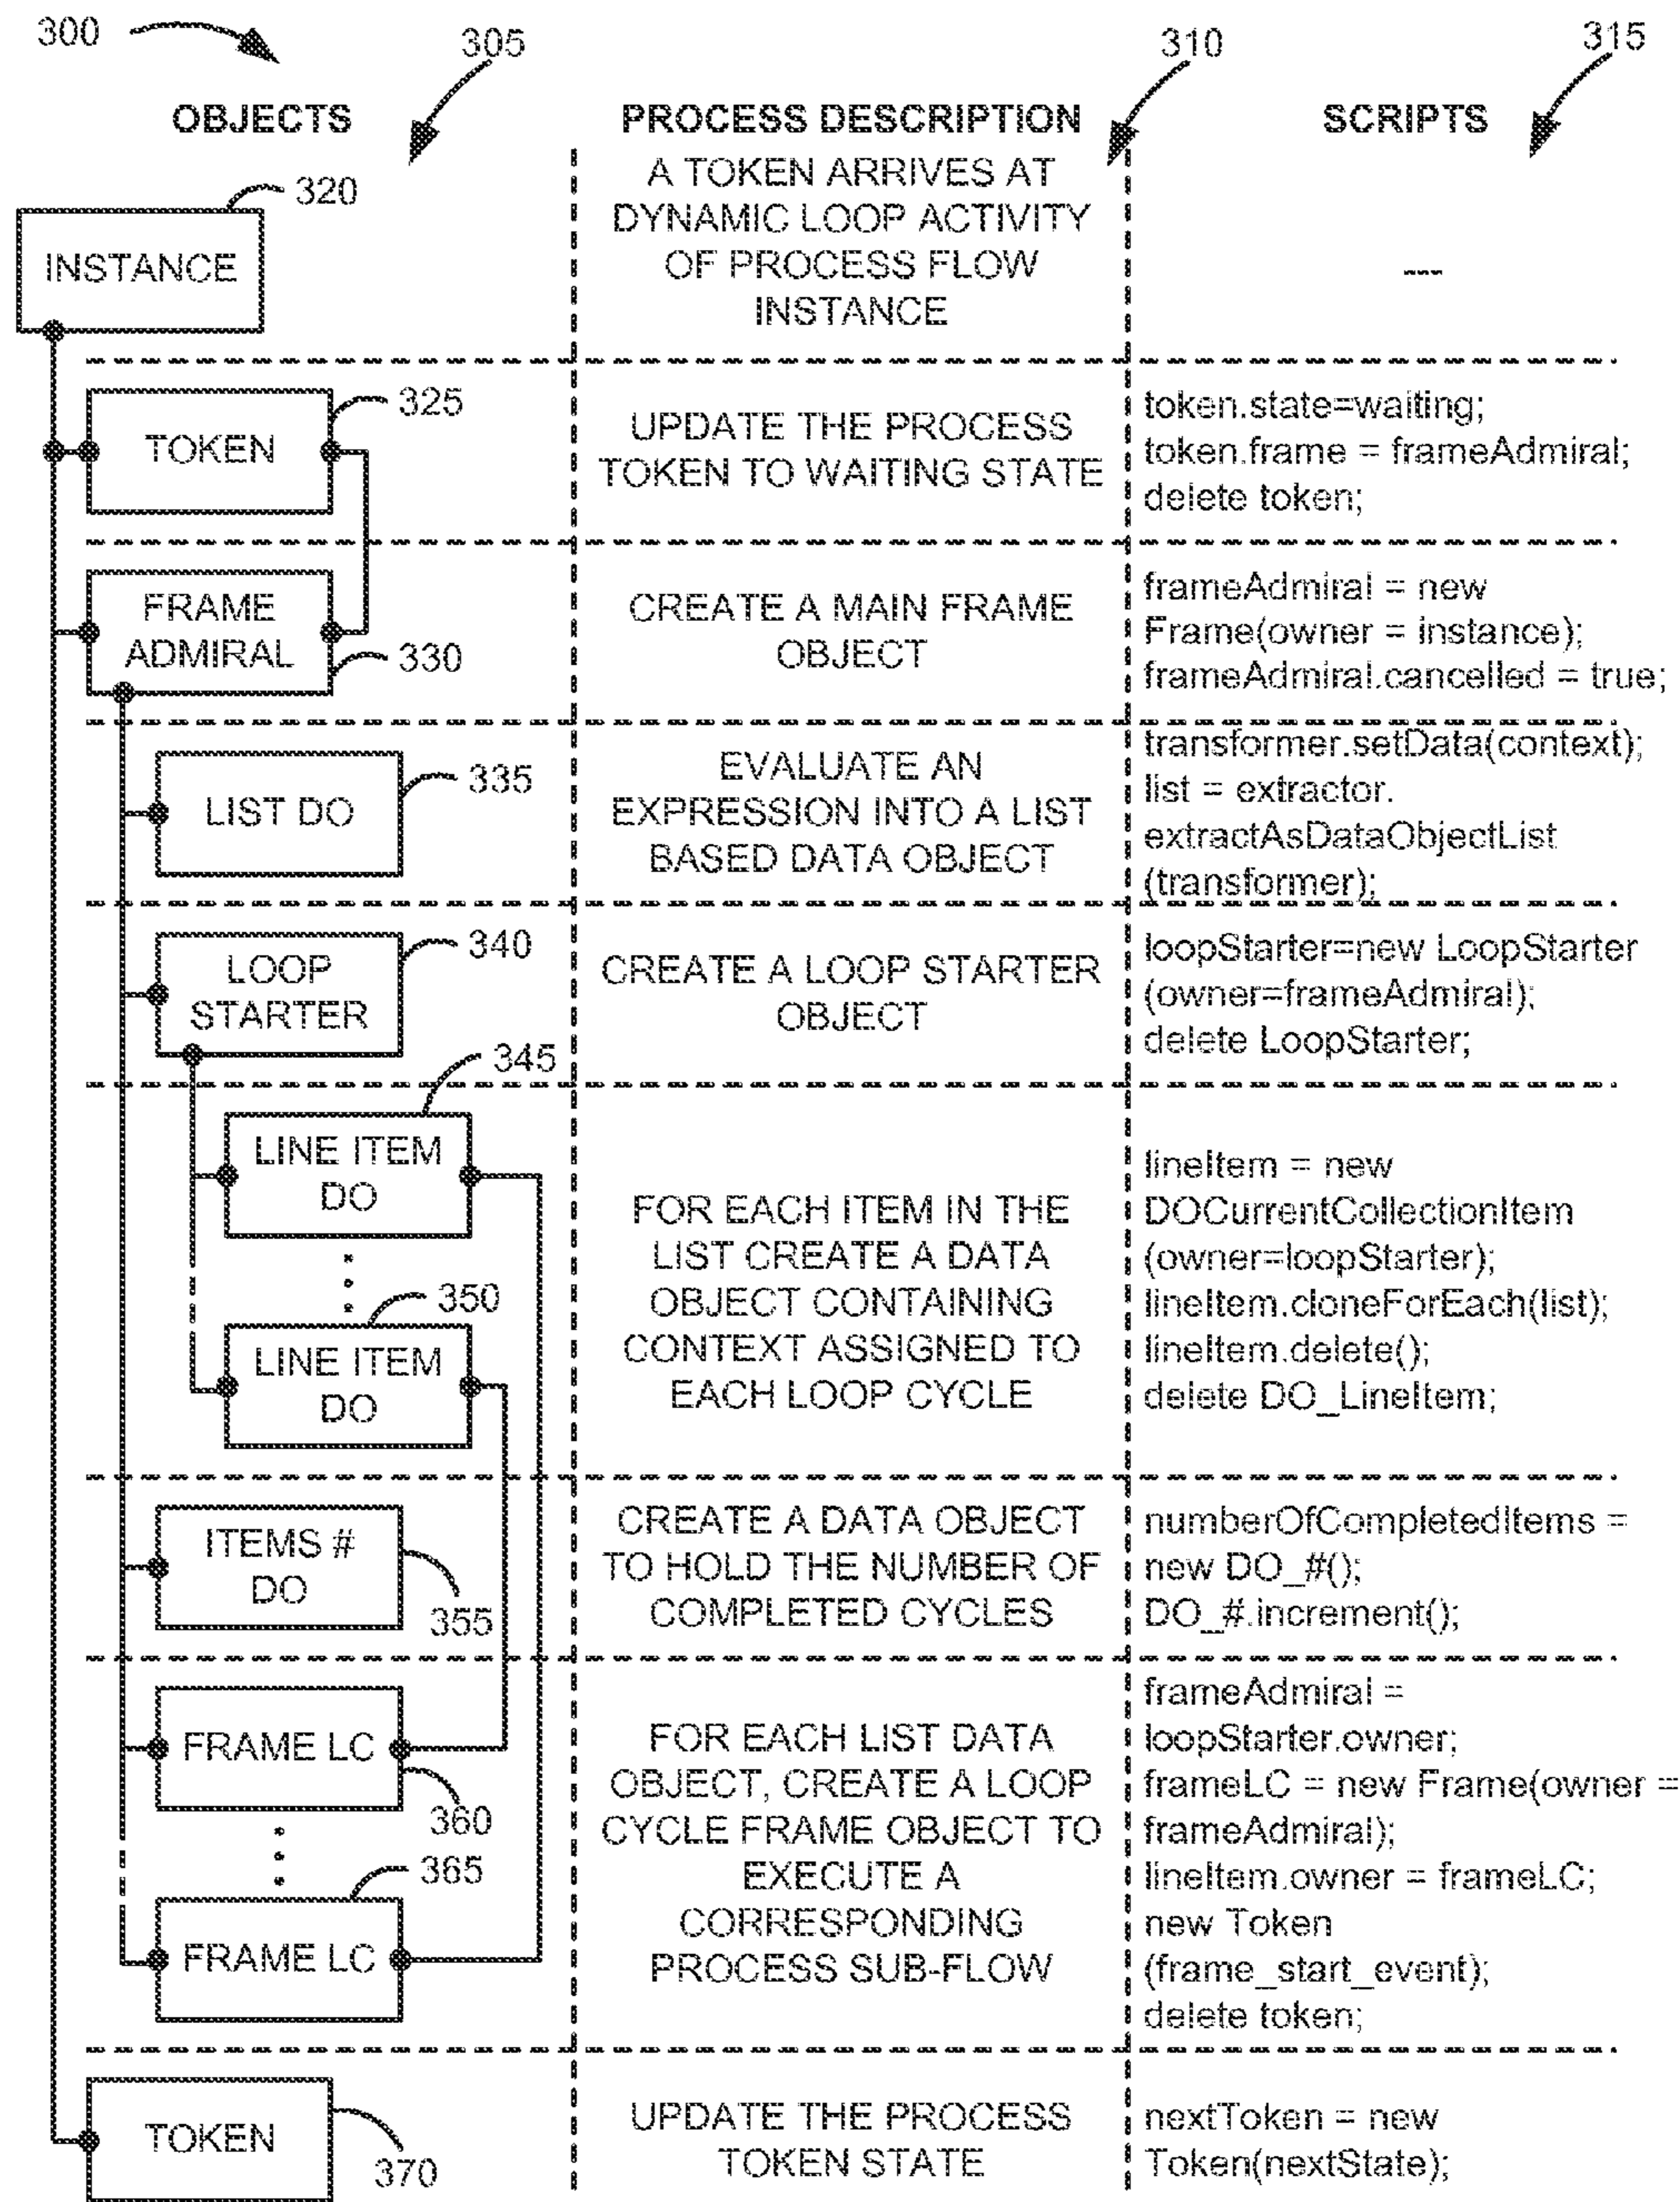 300
305
310
315
OBJECTS
PROCESS DESCRIPTION
SCRIPTS
320
INSTANCE
A TOKEN ARRIVES AT
DYNAMIC LOOP ACTIVITY
OF PROCESS FLOW
INSTANCE
---
325
TOKEN
UPDATE THE PROCESS
TOKEN TO WAITING STATE
token.state=waiting;
token.frame = frameAdmiral;
delete token;
FRAME
ADMIRAL
330
CREATE A MAIN FRAME
OBJECT
frameAdmiral = new
Frame(owner = instance);
frameAdmiral.cancelled = true;
335
LIST DO
EVALUATE AN
EXPRESSION INTO A LIST
BASED DATA OBJECT
transformer.setData(context);
list = extractor.
extractAsDataObjectList
(transformer);
340
LOOP
STARTER
CREATE A LOOP STARTER
OBJECT
loopStarter=new LoopStarter
(owner=frameAdmiral);
delete LoopStarter;
345
LINE ITEM
DO
350
LINE ITEM
DO
FOR EACH ITEM IN THE
LIST CREATE A DATA
OBJECT CONTAINING
CONTEXT ASSIGNED TO
EACH LOOP CYCLE
lineItem = new
DOCurrentCollectionItem
(owner=loopStarter);
lineItem.cloneForEach(list);
lineItem.delete();
delete DO_LineItem;
ITEMS #
DO
355
CREATE A DATA OBJECT
TO HOLD THE NUMBER OF
COMPLETED CYCLES
numberOfCompletedItems =
new DO_#();
DO_#.increment();
FRAME LC
360
365
FRAME LC
FOR EACH LIST DATA
OBJECT, CREATE A LOOP
CYCLE FRAME OBJECT TO
EXECUTE A
CORRESPONDING
PROCESS SUB-FLOW
frameAdmiral =
loopStarter.owner;
frameLC = new Frame(owner =
frameAdmiral);
lineItem.owner = frameLC;
new Token
(frame_start_event);
delete token;
TOKEN
370
UPDATE THE PROCESS
TOKEN STATE
nextToken = new
Token(nextState);